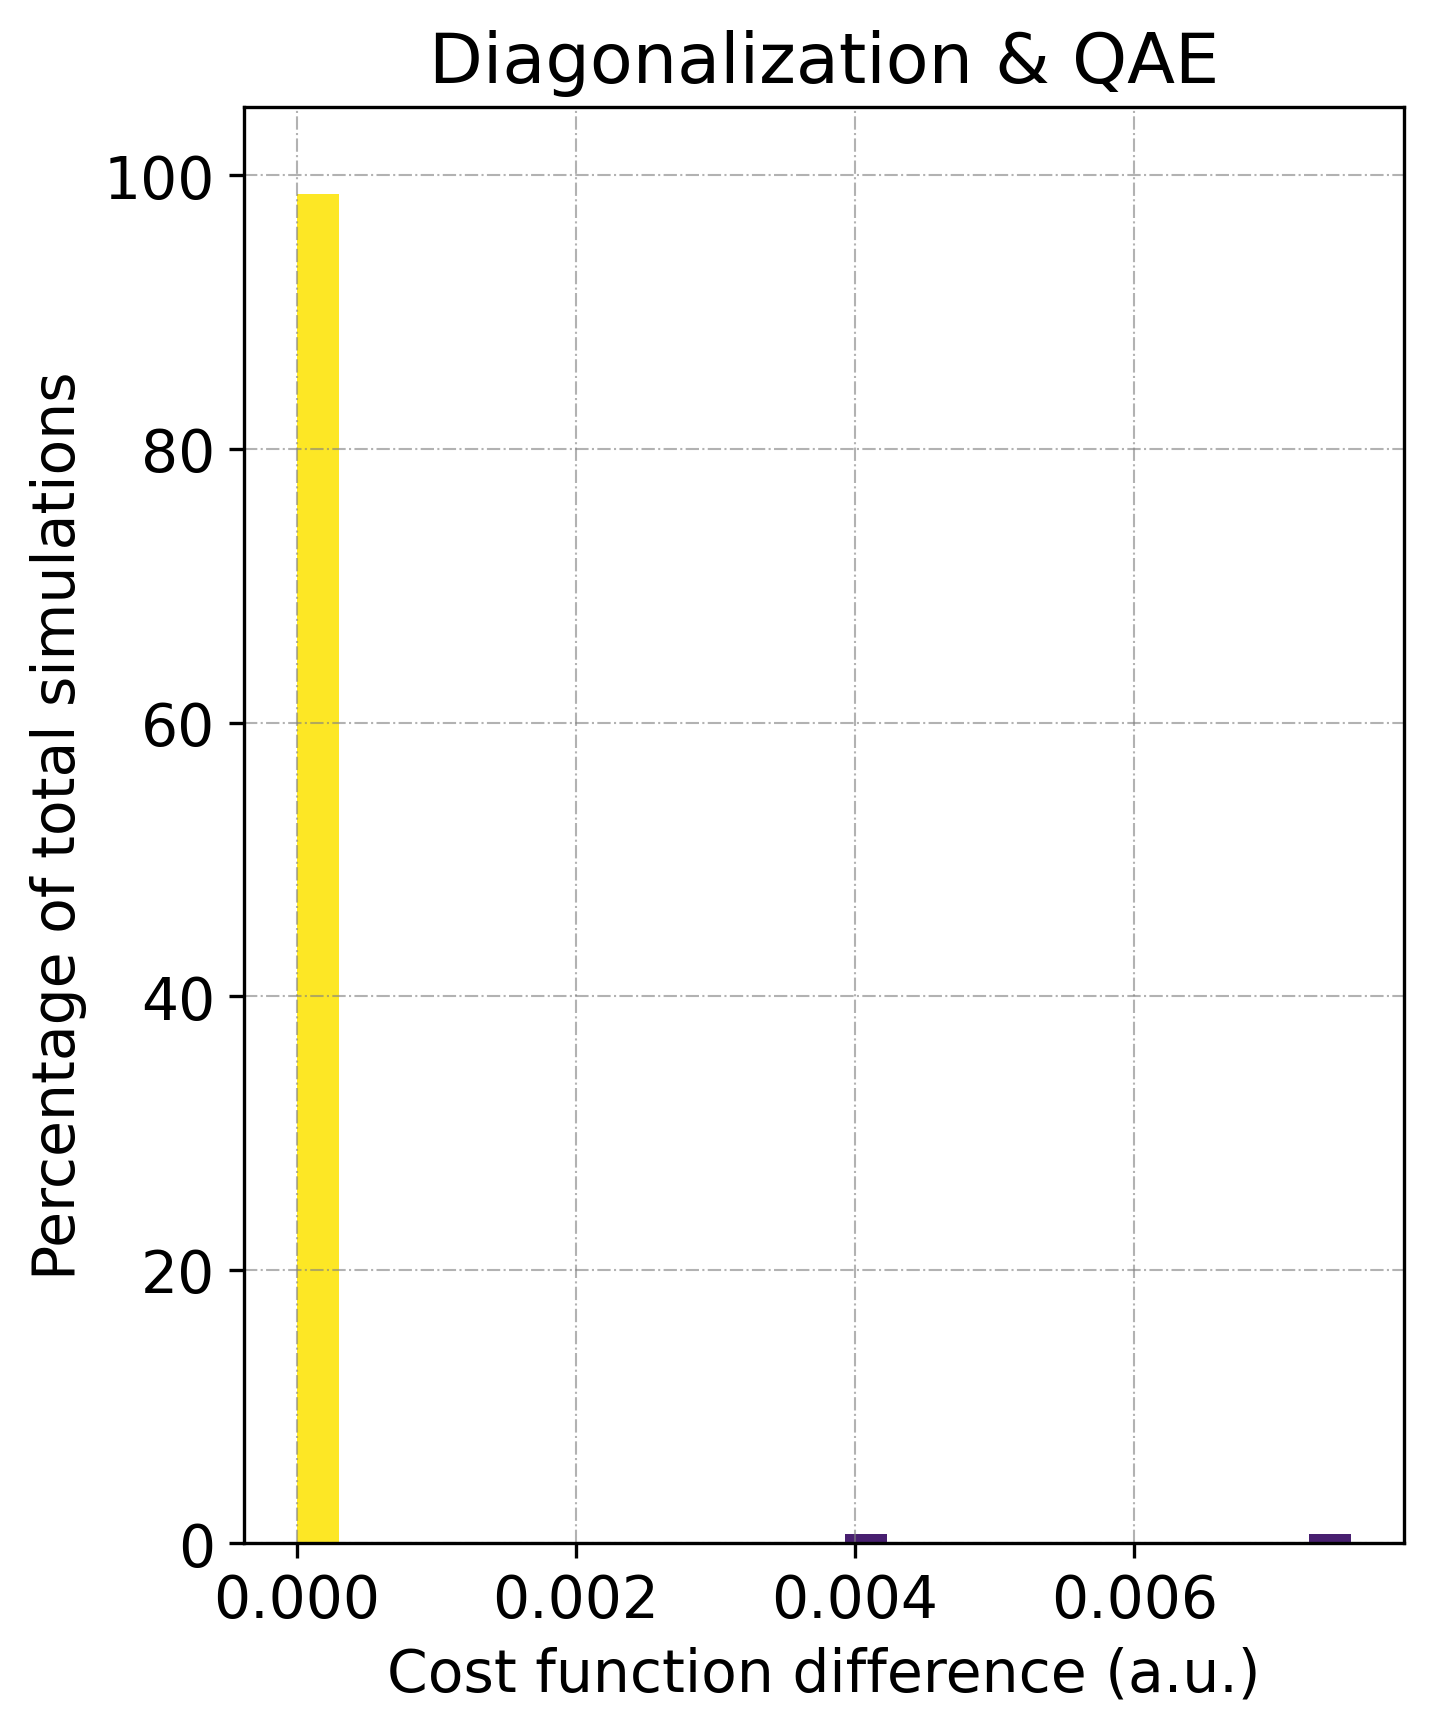 Diagonalization & QAE
100
80
60
40
20
0
Percentage of total simulations
0.000 0.002 0.004 0.006
Cost function difference (a.u.)